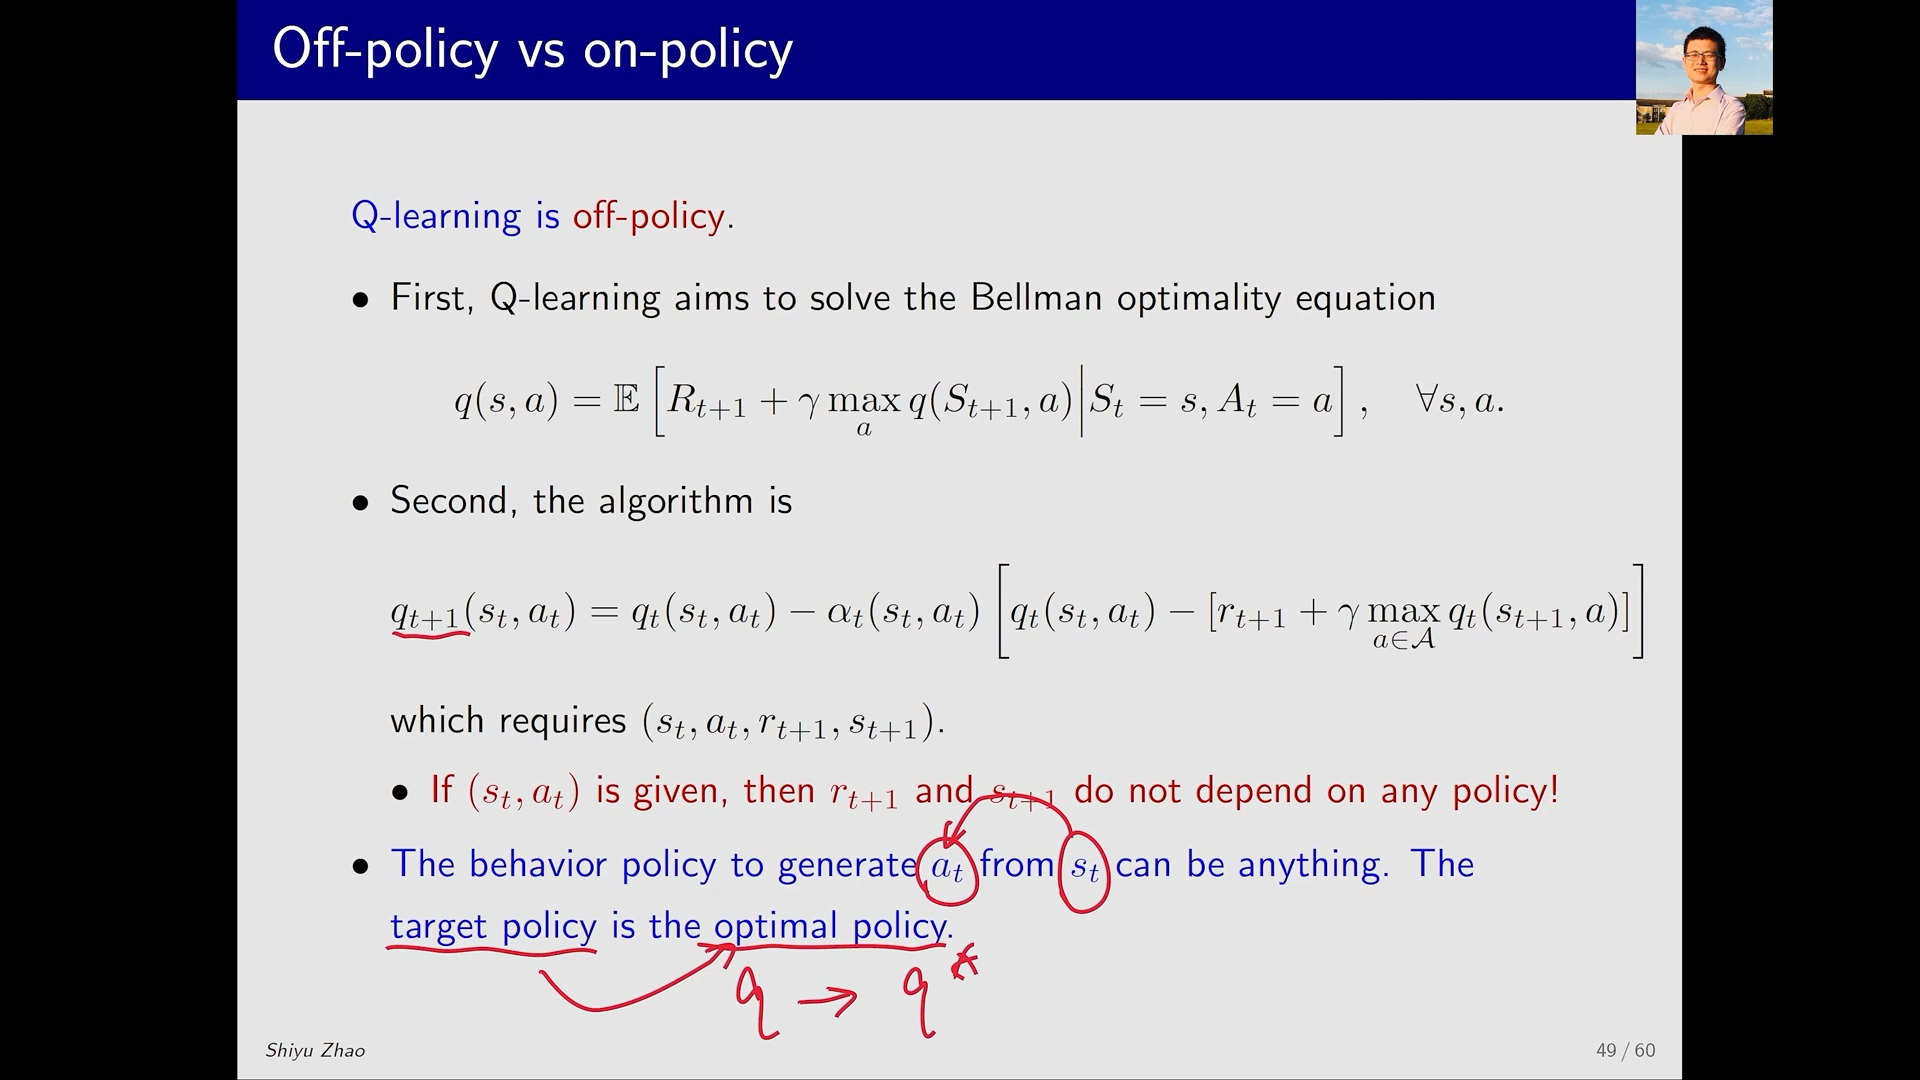 Off-policy vs on-policy
Q-learning is off-policy.
• First, Q-learning aims to solve the Bellman optimality equation
q(s, a) = 𝔼 [R_{t+1} + γ max_a q(S_{t+1}, a) | S_t = s, A_t = a], ∀s, a.
• Second, the algorithm is
q_{t+1}(s_t, a_t) = q_t(s_t, a_t) − α_t(s_t, a_t) [q_t(s_t, a_t) − [r_{t+1} + γ max_{a∈𝒜} q_t(s_{t+1}, a)]]
which requires (s_t, a_t, r_{t+1}, s_{t+1}).
• If (s_t, a_t) is given, then r_{t+1} and s_{t+1} do not depend on any policy!
• The behavior policy to generate a_t from s_t can be anything. The
target policy is the optimal policy.
q → q*
Shiyu Zhao
49 / 60